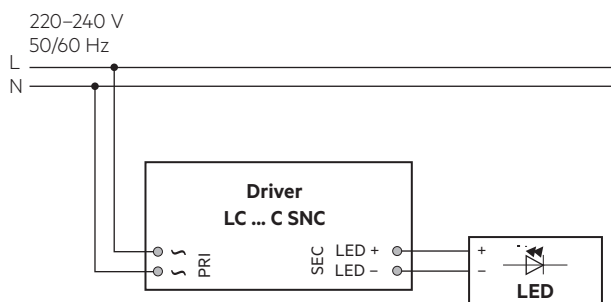 220–240 V
50/60 Hz
L
N
Driver
LC ... C SNC
~
~
PRI
SEC
LED +
LED –
+
–
LED